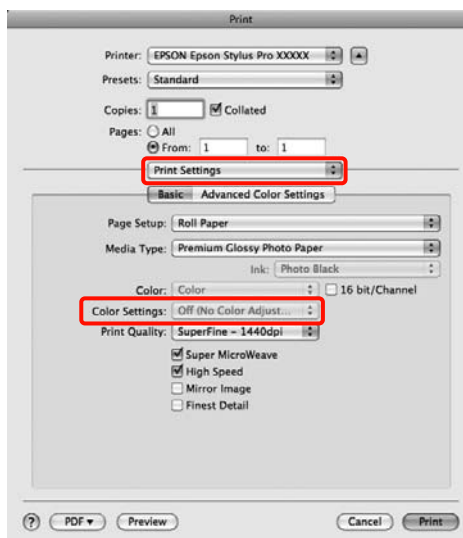 Print
Printer: EPSON Epson Stylus Pro XXXXX
Presets: Standard
Copies: 1 Collated
Pages: All
From: 1 to: 1
Print Settings
Basic Advanced Color Settings
Page Setup: Roll Paper
Media Type: Premium Glossy Photo Paper
Ink: Photo Black
Color: Color 16 bit/Channel
Color Settings: Off (No Color Adjust...
Print Quality: SuperFine - 1440dpi
Super MicroWeave
High Speed
Mirror Image
Finest Detail
? PDF Preview Cancel Print